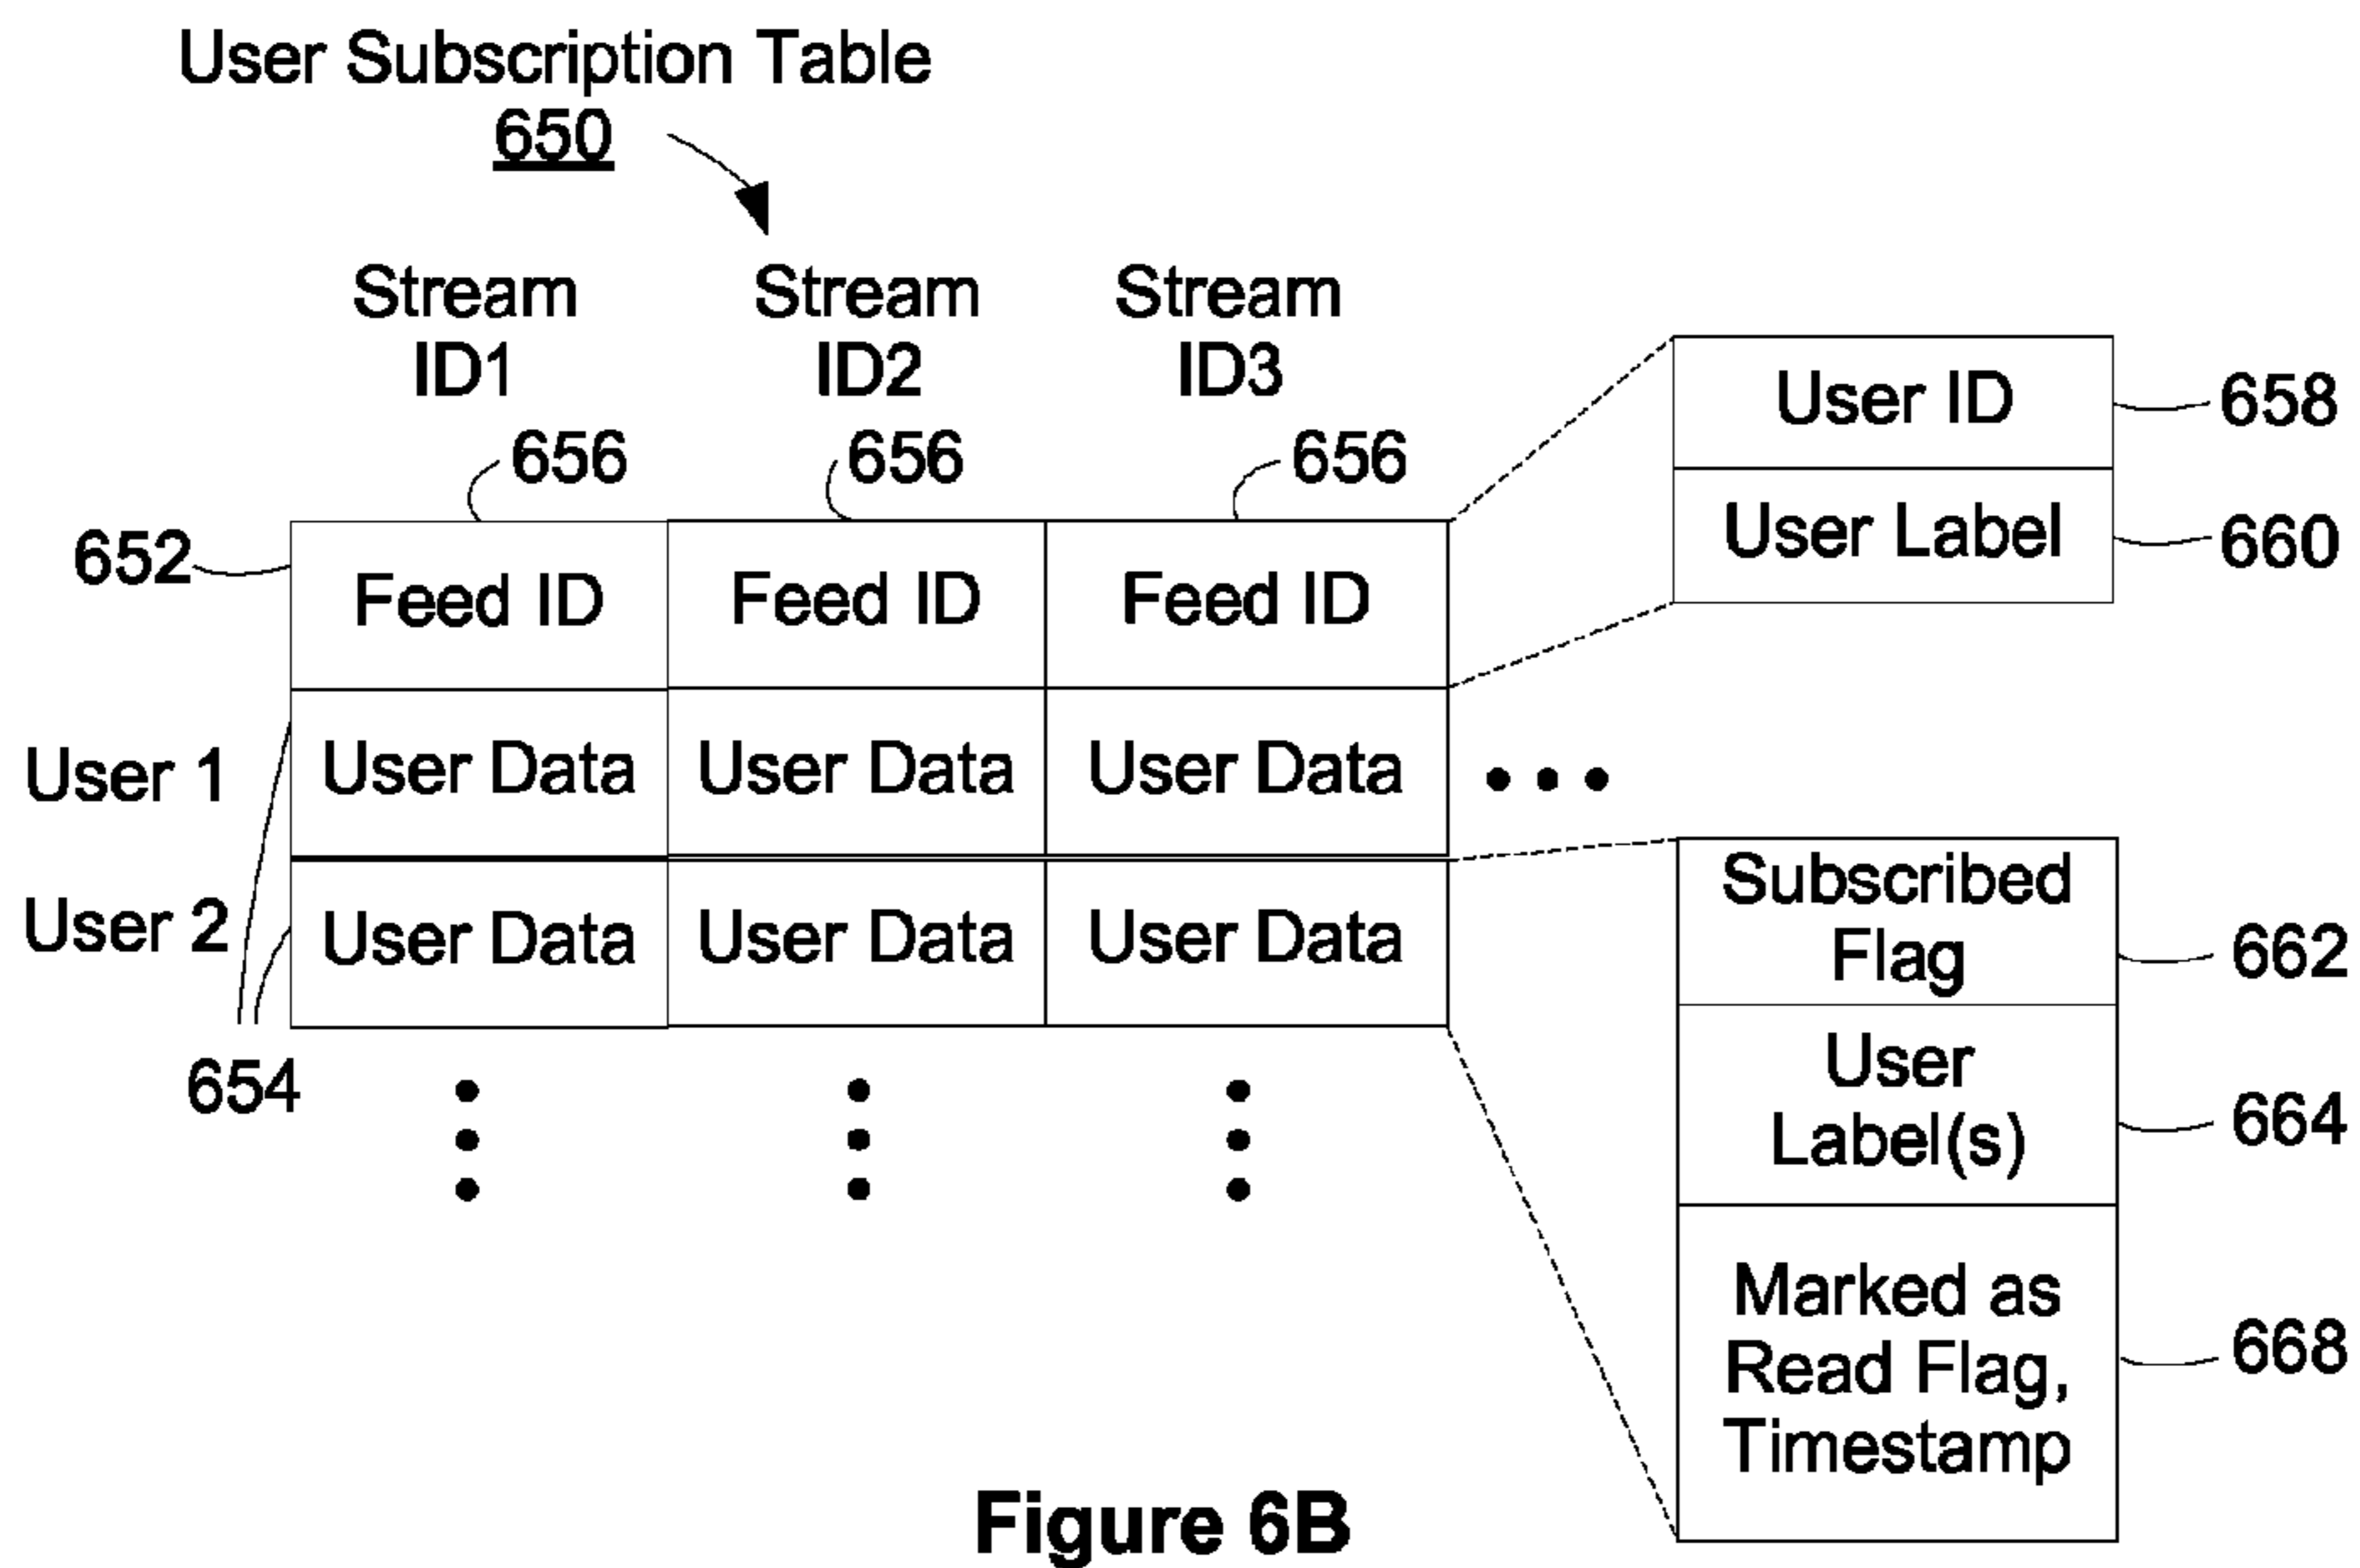 User Subscription Table
650
Stream Stream Stream
ID1 ID2 ID3
656 656 656
652
Feed ID Feed ID Feed ID
User ID 658
User Label 660
User 1 User Data User Data User Data
User 2 User Data User Data User Data
654
Subscribed
Flag
662
User
Label(s)
664
Marked as
Read Flag,
Timestamp
668
Figure 6B